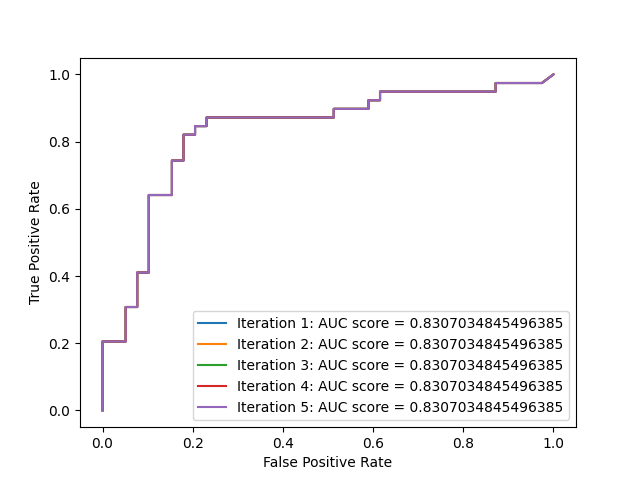 1.0
0.8
0.6
0.4
0.2
0.0
True Positive Rate
Iteration 1: AUC score = 0.8307034845496385
Iteration 2: AUC score = 0.8307034845496385
Iteration 3: AUC score = 0.8307034845496385
Iteration 4: AUC score = 0.8307034845496385
Iteration 5: AUC score = 0.8307034845496385
0.0 0.2 0.4 0.6 0.8 1.0
False Positive Rate